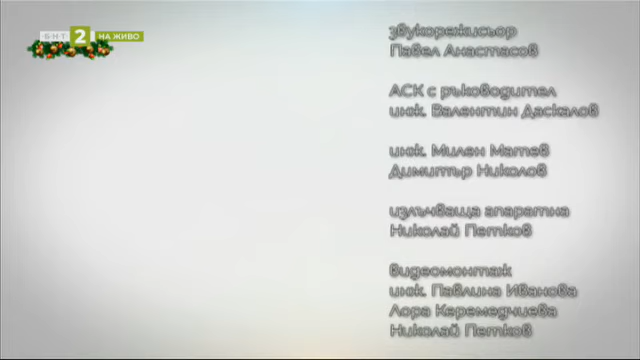 БНТ 2 НА ЖИВО
звукорежисьор
Павел Анастасов
АСК с ръководител
инж. Валентин Даскалов
инж. Милен Матев
Димитър Николов
излъчваща апаратна
Николай Петков
видеомонтаж
инж. Павлина Иванова
Лора Керемедчиева
Николай Петков